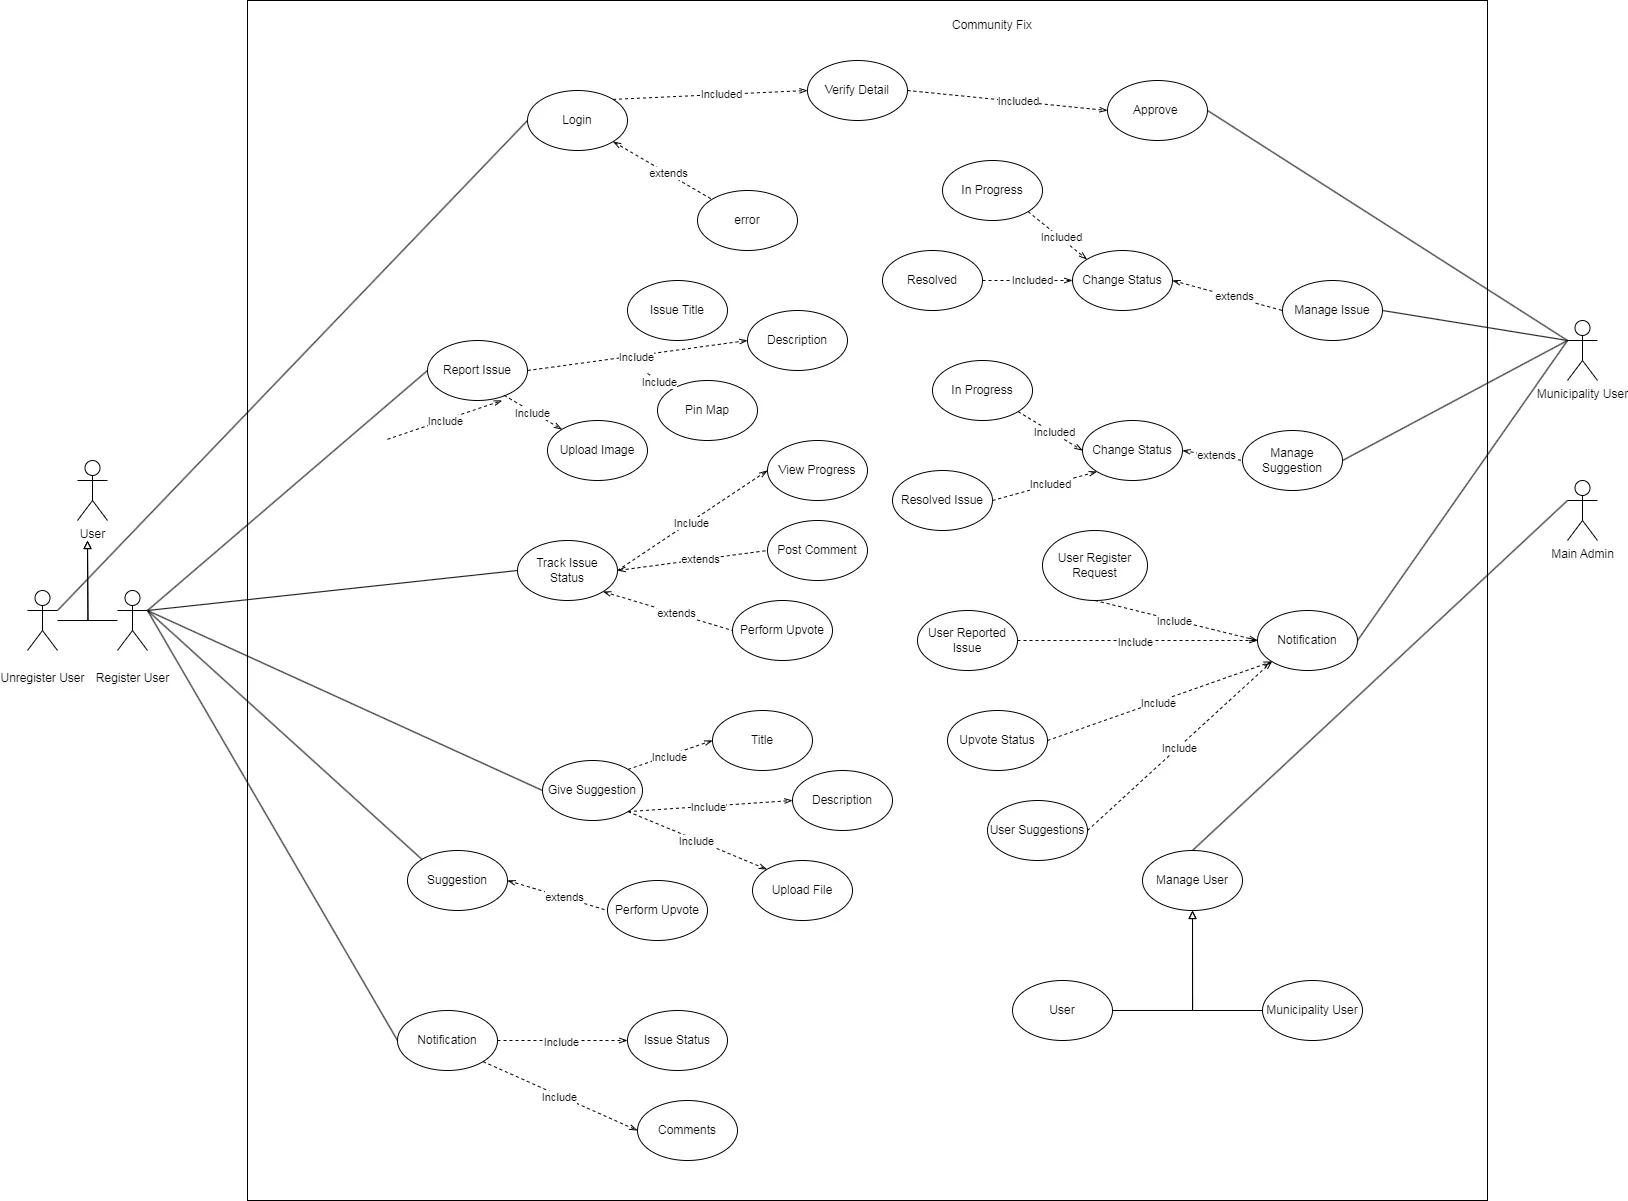 Community Fix
Login
Included
Verify Detail
Included
Approve
extends
error
In Progress
Included
Resolved
Included
Change Status
extends
Manage Issue
Issue Title
Report Issue
Include
Description
Include
Pin Map
Include
Include
Upload Image
In Progress
Included
Change Status
extends
Manage
Suggestion
Resolved Issue
Included
Municipality User
Main Admin
User
Unregister User
Register User
View Progress
Include
Track Issue
Status
extends
Post Comment
extends
Perform Upvote
User Register
Request
Include
User Reported
Issue
Include
Notification
Upvote Status
Include
Include
User Suggestions
Title
Include
Give Suggestion
Include
Description
Include
Upload File
Suggestion
extends
Perform Upvote
Manage User
User
Municipality User
Notification
Include
Issue Status
Include
Comments